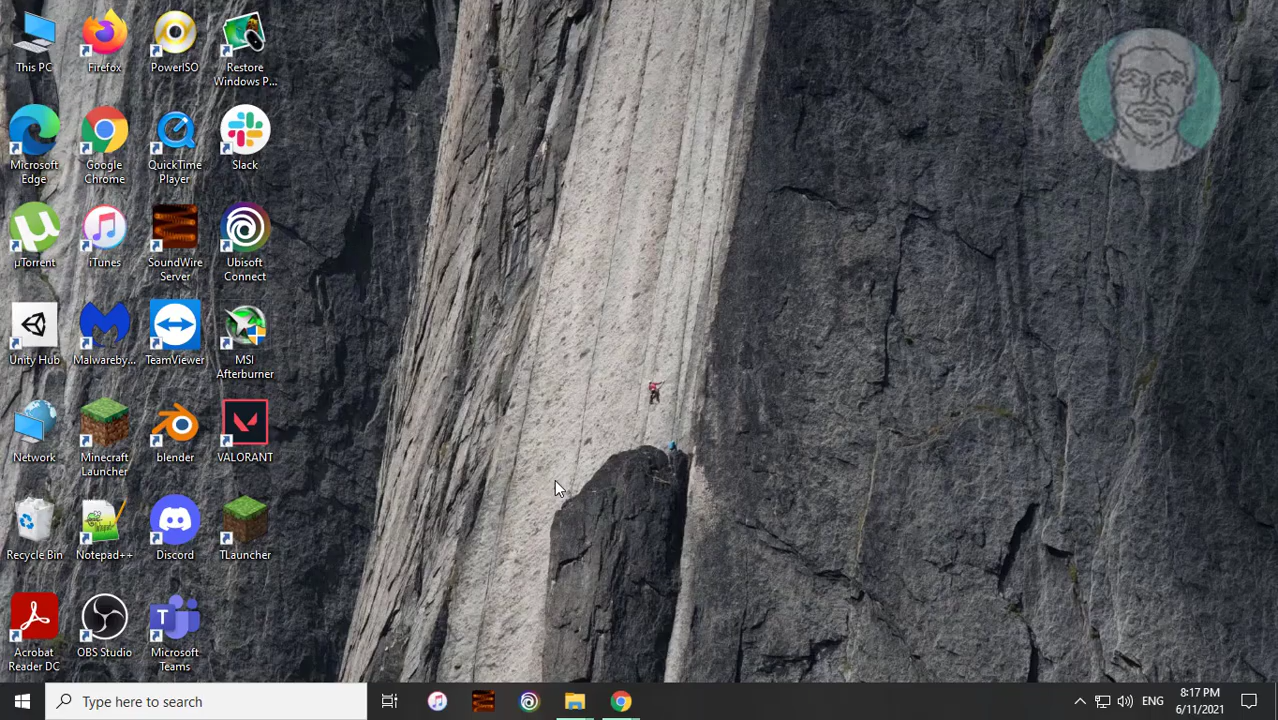 This PC
Firefox
PowerISO
Restore
Windows P...
Microsoft
Edge
Google
Chrome
QuickTime
Player
Slack
µTorrent
iTunes
SoundWire
Server
Ubisoft
Connect
Unity Hub
Malwareby...
TeamViewer
MSI
Afterburner
Network
Minecraft
Launcher
blender
VALORANT
Recycle Bin
Notepad++
Discord
TLauncher
Acrobat
Reader DC
OBS Studio
Microsoft
Teams
Type here to search
ENG
8:17 PM
6/11/2021